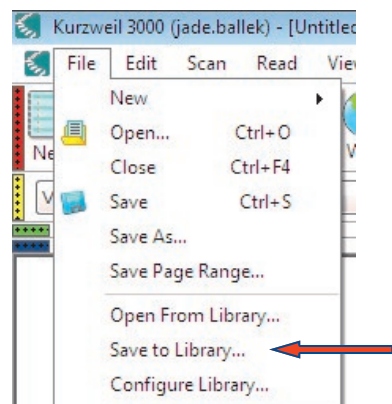 Kurzweil 3000 (jade.ballek) - [Untitled
File Edit Scan Read
New
Open... Ctrl+O
Close Ctrl+F4
Save Ctrl+S
Save As...
Save Page Range...
Open From Library...
Save to Library...
Configure Library...